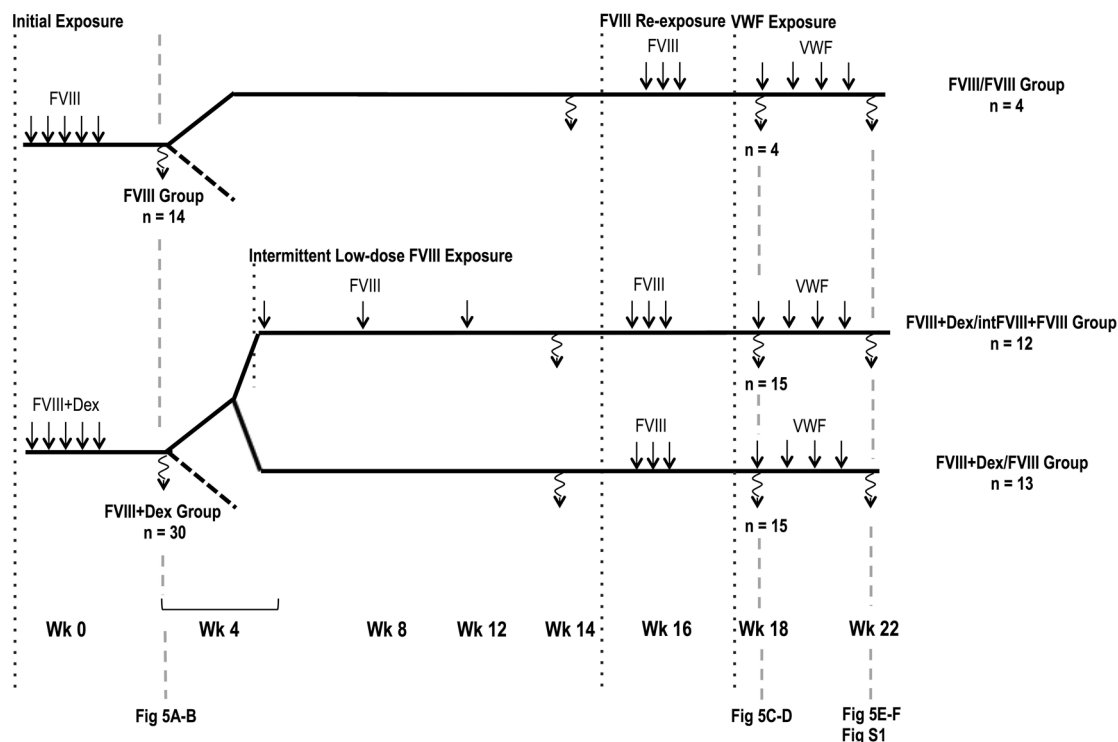 Initial Exposure
FVIII Re-exposure
VWF Exposure
FVIII
FVIII
VWF
FVIII/FVIII Group
n = 4
n = 4
FVIII Group
n = 14
Intermittent Low-dose FVIII Exposure
FVIII
FVIII
VWF
FVIII+Dex/intFVIII+FVIII Group
n = 12
n = 15
FVIII+Dex
FVIII
VWF
FVIII+Dex/FVIII Group
n = 13
FVIII+Dex Group
n = 30
n = 15
Wk 0
Wk 4
Wk 8
Wk 12
Wk 14
Wk 16
Wk 18
Wk 22
Fig 5A-B
Fig 5C-D
Fig 5E-F
Fig S1